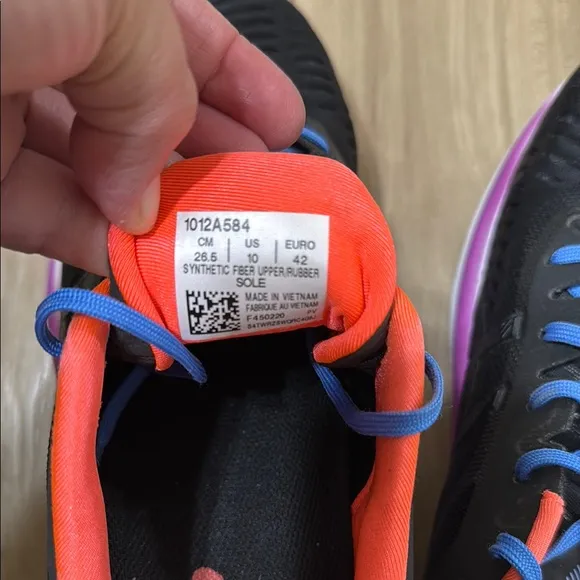 1012A584
CM US EURO
26.5 10 42
SYNTHETIC FIBER UPPER/RUBBER
SOLE
MADE IN VIETNAM
FABRIQUE AU VIETNAM
F450220 PV